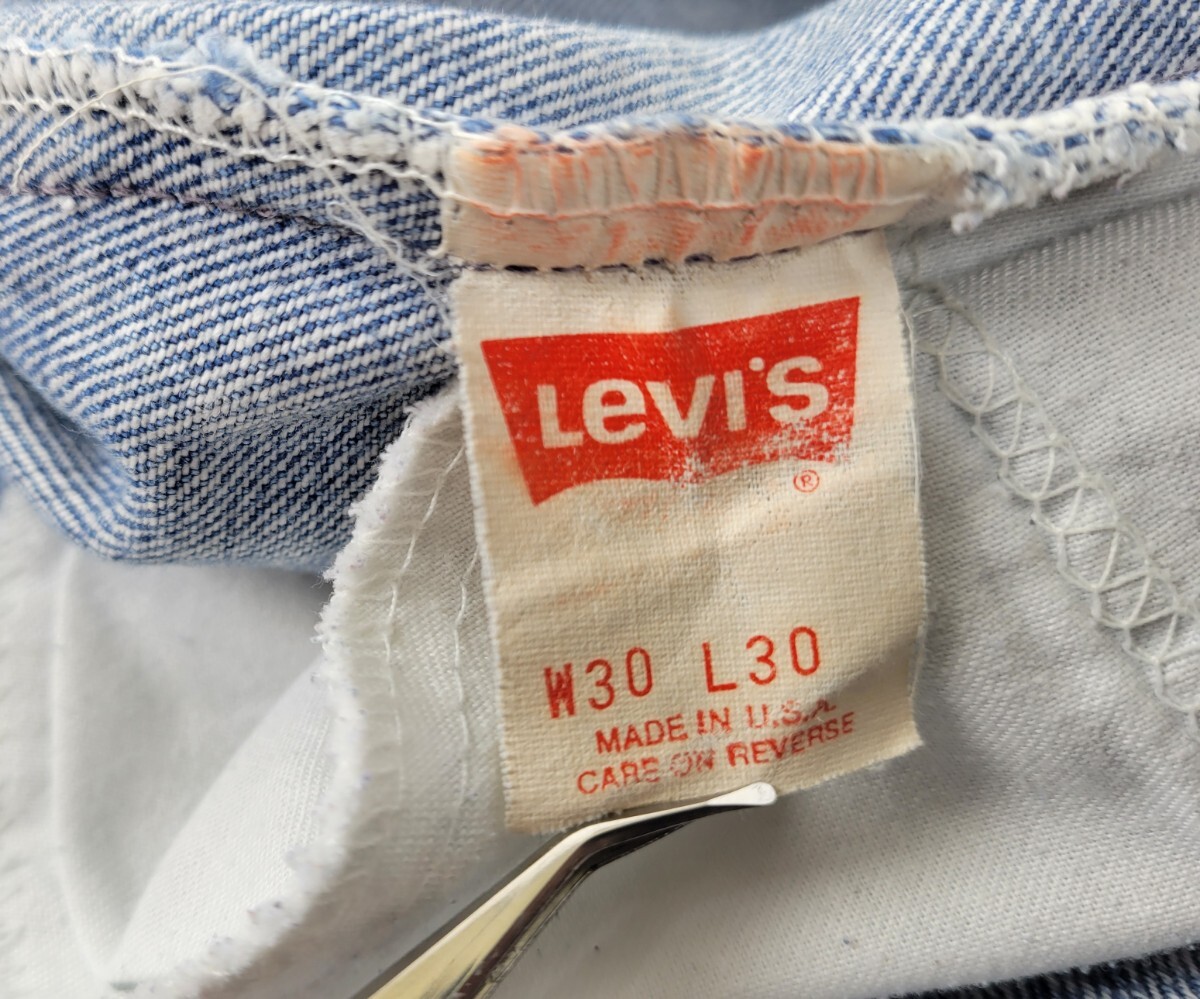 Levi's
®
W30 L30
MADE IN U.S.A.
CARE ON REVERSE